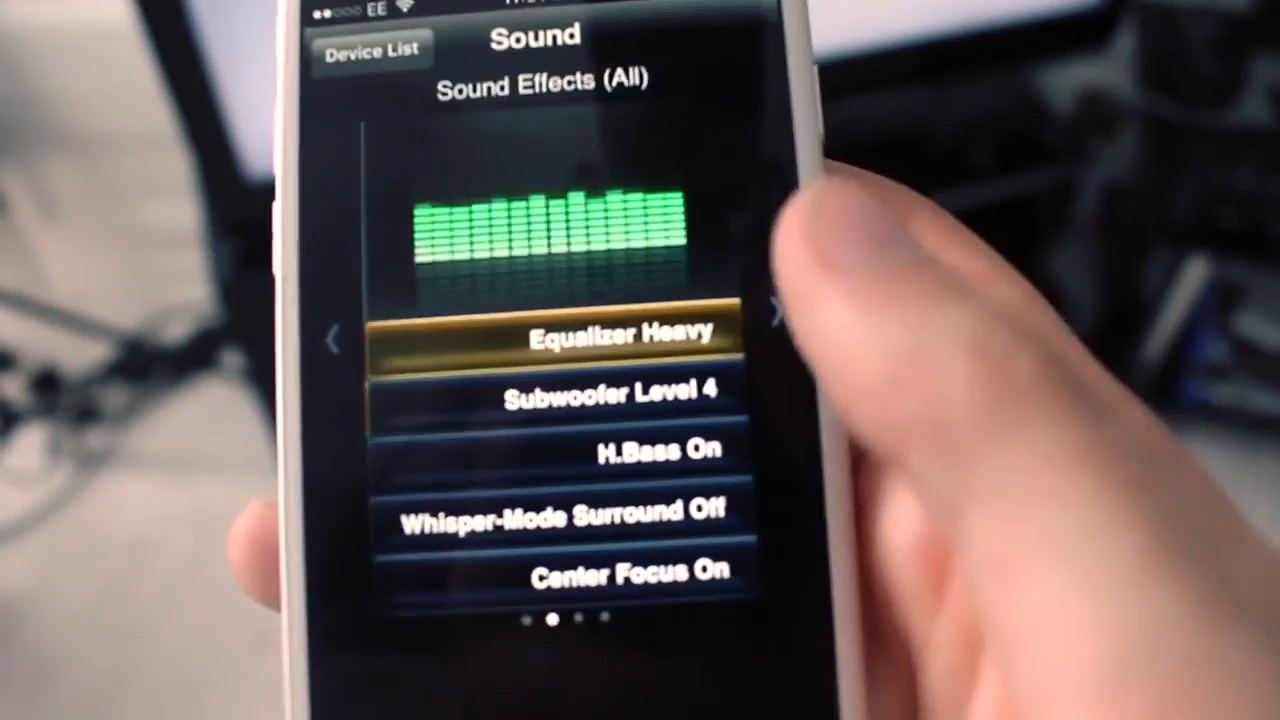 EE
Device List
Sound
Sound Effects (All)
Equalizer Heavy
Subwoofer Level 4
H.Bass On
Whisper-Mode Surround Off
Center Focus On